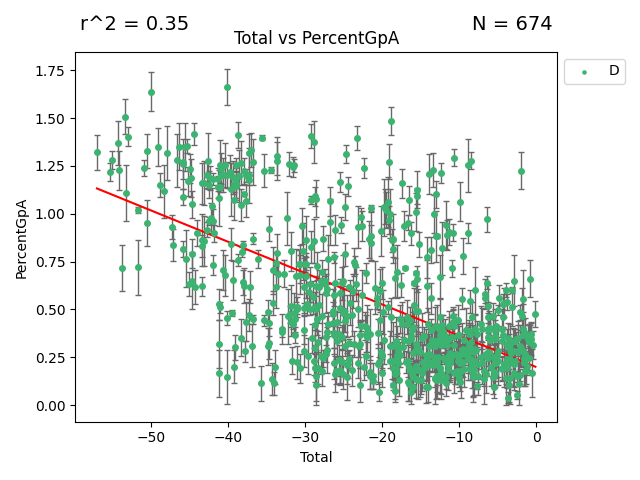 r^2 = 0.35 N = 674
Total vs PercentGpA
D
1.75
1.50
1.25
1.00
0.75
0.50
0.25
0.00
PercentGpA
−50 −40 −30 −20 −10 0
Total